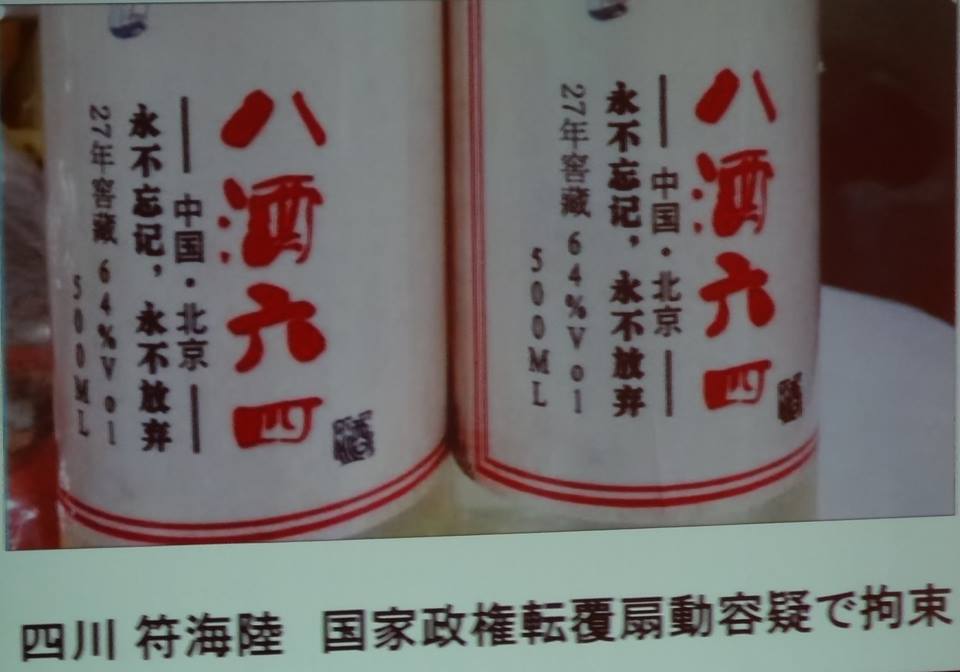 八酒六四
—— 中国·北京 ——
永不忘记，永不放弃
27年窖藏 64%Vol
500ML
八酒六四
—— 中国·北京 ——
永不忘记，永不放弃
27年窖藏 64%Vol
500ML
四川 符海陸 国家政権転覆扇動容疑で拘束